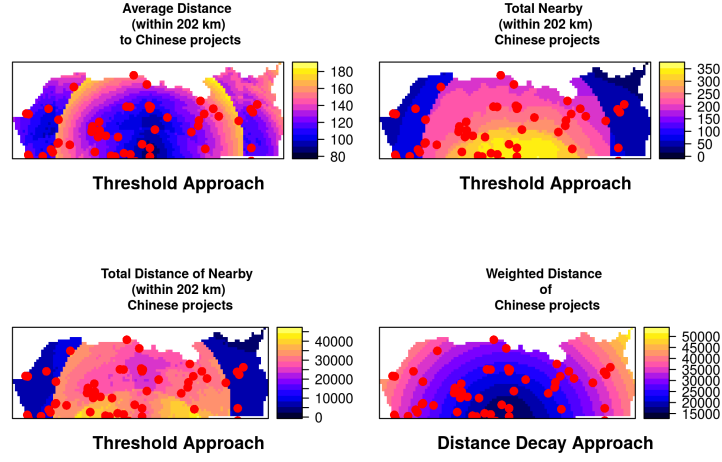 Average Distance
(within 202 km)
to Chinese projects
180
160
140
120
100
80
Threshold Approach
Total Nearby
(within 202 km)
Chinese projects
350
300
250
200
150
100
50
0
Threshold Approach
Total Distance of Nearby
(within 202 km)
Chinese projects
40000
30000
20000
10000
0
Threshold Approach
Weighted Distance
of
Chinese projects
50000
45000
40000
35000
30000
25000
20000
15000
Distance Decay Approach